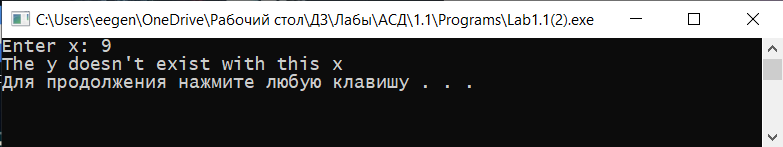 C:\Users\eegen\OneDrive\Рабочий стол\ДЗ\Лабы\АСД\1.1\Programs\Lab1.1(2).exe
Enter x: 9
The y doesn't exist with this x
Для продолжения нажмите любую клавишу . . .